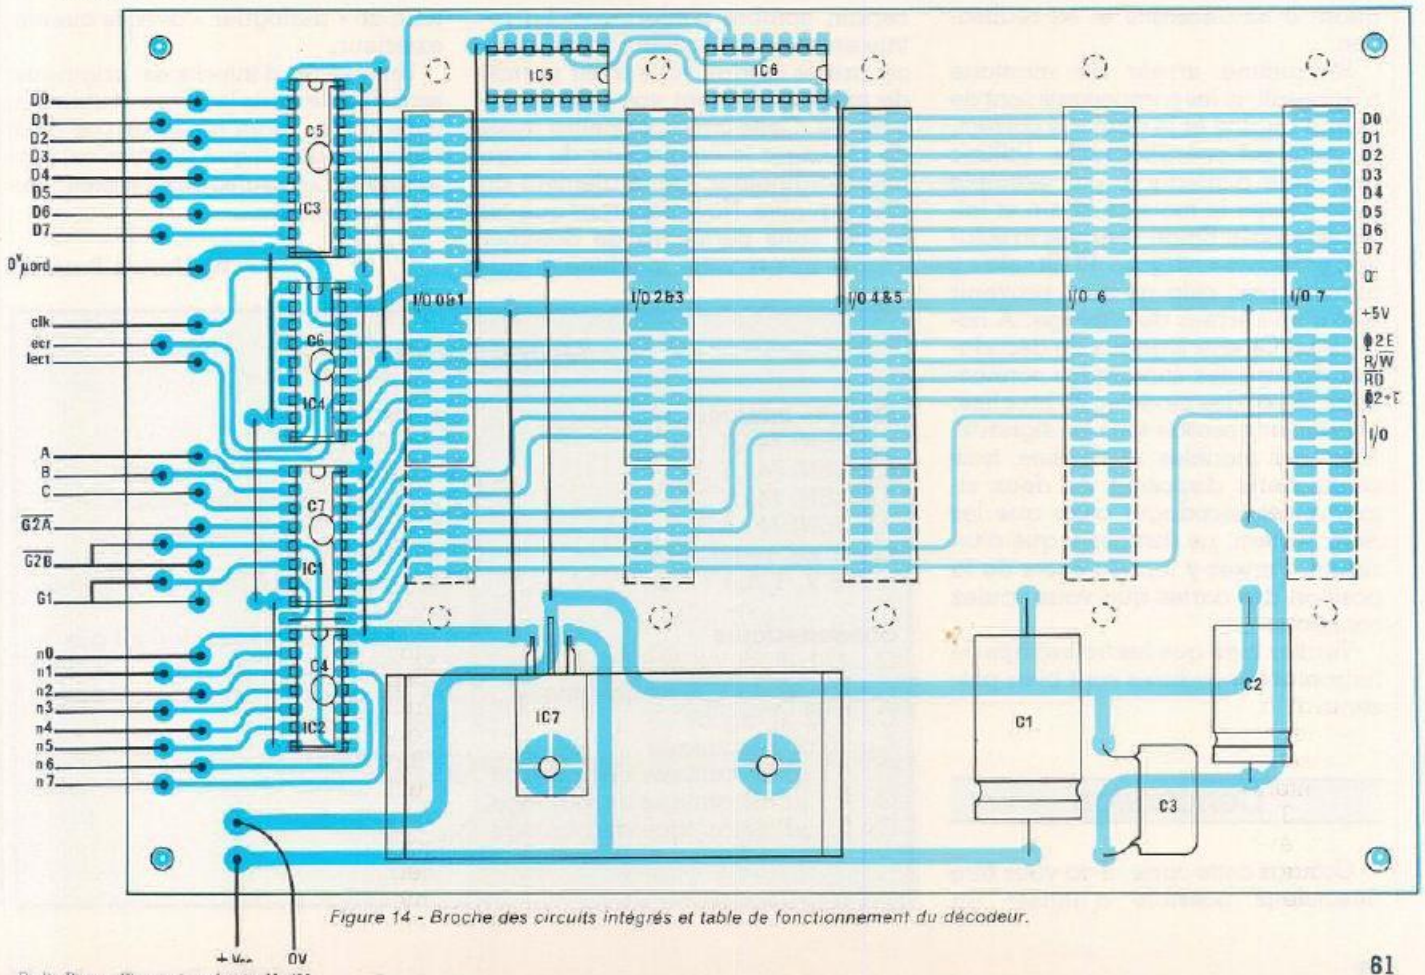 D0
D1
D2
D3
D4
D5
D6
D7
0V µord
clk
ecr
lect
A
B
C
G2A
G2B
G1
n0
n1
n2
n3
n4
n5
n6
n7
C5
IC3
C6
IC4
C7
IC1
C4
IC2
IC5
IC6
I/O 0&1
I/O 2&3
I/O 4&5
I/O 6
I/O 7
D0
D1
D2
D3
D4
D5
D6
D7
+5V
ϕ2E
R/W
RD
ϕ2+E
I/O
IC7
C1
C2
C3
Figure 14 - Broche des circuits intégrés et table de fonctionnement du décodeur.
+ Vcc
0V
61